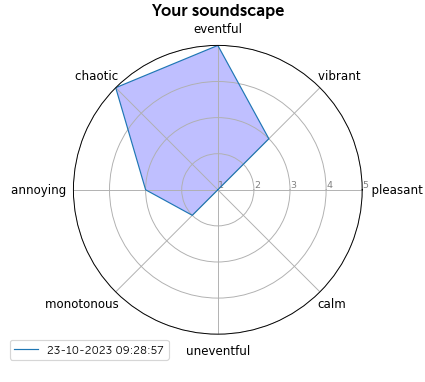 Your soundscape
eventful
chaotic
vibrant
annoying
1 2 3 4 5
pleasant
monotonous
calm
23-10-2023 09:28:57
uneventful